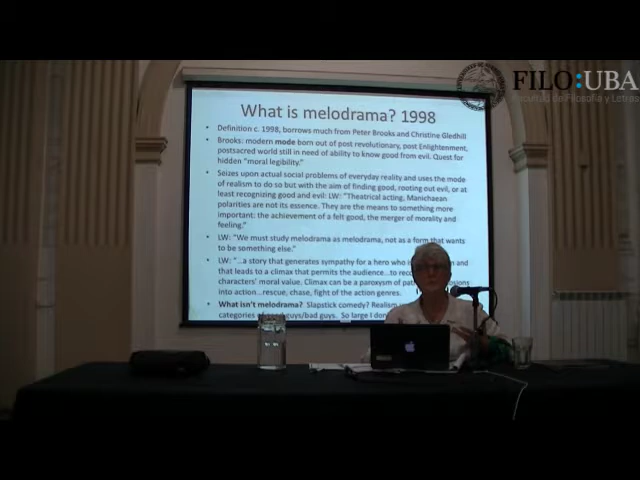 FILO:UBA
Facultad de Filosofía y Letras
What is melodrama? 1998
• Definition c. 1998, borrows much from Peter Brooks and Christine Gledhill
• Brooks: modern mode born out of post revolutionary, post Enlightenment,
postsacred world still in need of ability to know good from evil. Quest for
hidden "moral legibility."
• Seizes upon actual social problems of everyday reality and uses the mode
of realism to do so but with the aim of finding good, rooting out evil, or at
least recognizing good and evil: LW: "Theatrical acting, Manichaean
polarities are not its essence. They are the means to something more
important: the achievement of a felt good, the merger of morality and
feeling."
• LW: "We must study melodrama as melodrama, not as a form that wants
to be something else."
• LW: "…a story that generates sympathy for a hero who is and
that leads to a climax that permits the audience…to
characters' moral value. Climax can be a paroxysm of
into action…rescue, chase, fight of the action genres.
• What isn't melodrama? Slapstick comedy? Realism
categories of good guys/bad guys. So large I